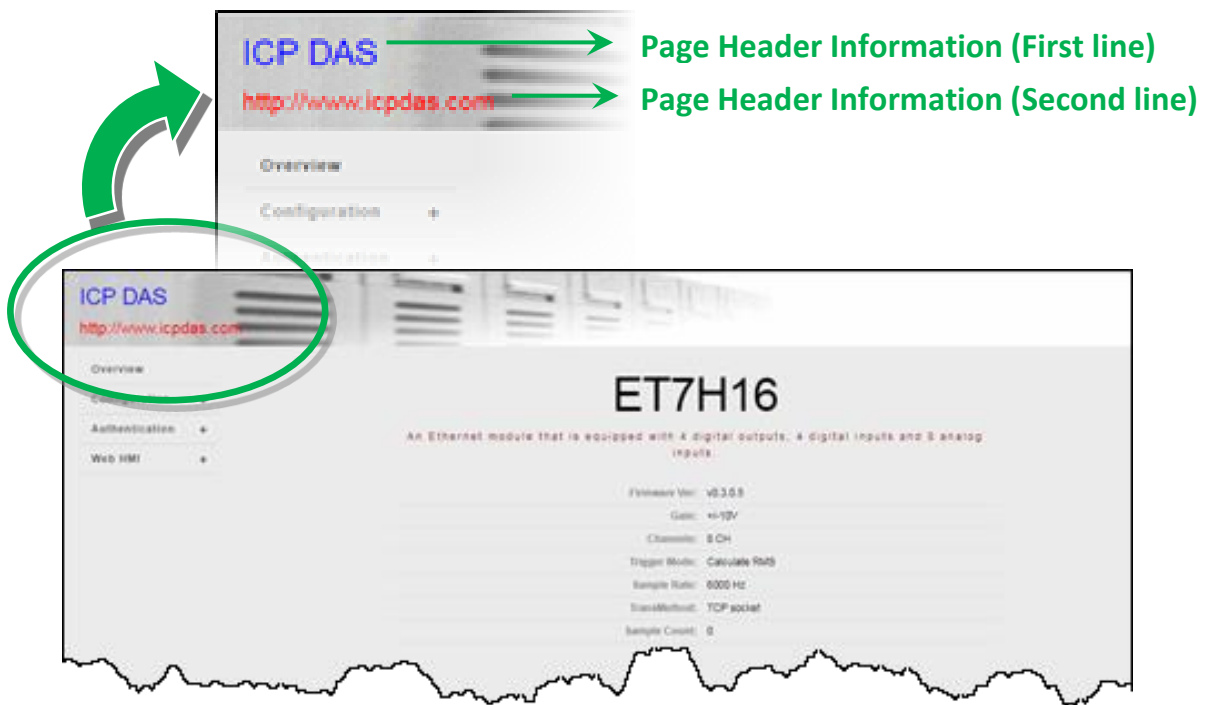 ICP DAS
Page Header Information (First line)
http://www.icpdas.com
Page Header Information (Second line)
Overview
Configuration +
Authentication +
ICP DAS
http://www.icpdas.com
Overview
Configuration +
Authentication +
Web HMI +
ET7H16
An Ethernet module that is equipped with 4 digital outputs, 4 digital inputs and 8 analog
inputs.
Firmware Ver: v0.3.0.5
Gain: +/-10V
Channels: 8 CH
Trigger Mode: Calculate RMS
Sample Rate: 6000 Hz
TransMethod: TCP socket
Sample Count: 0